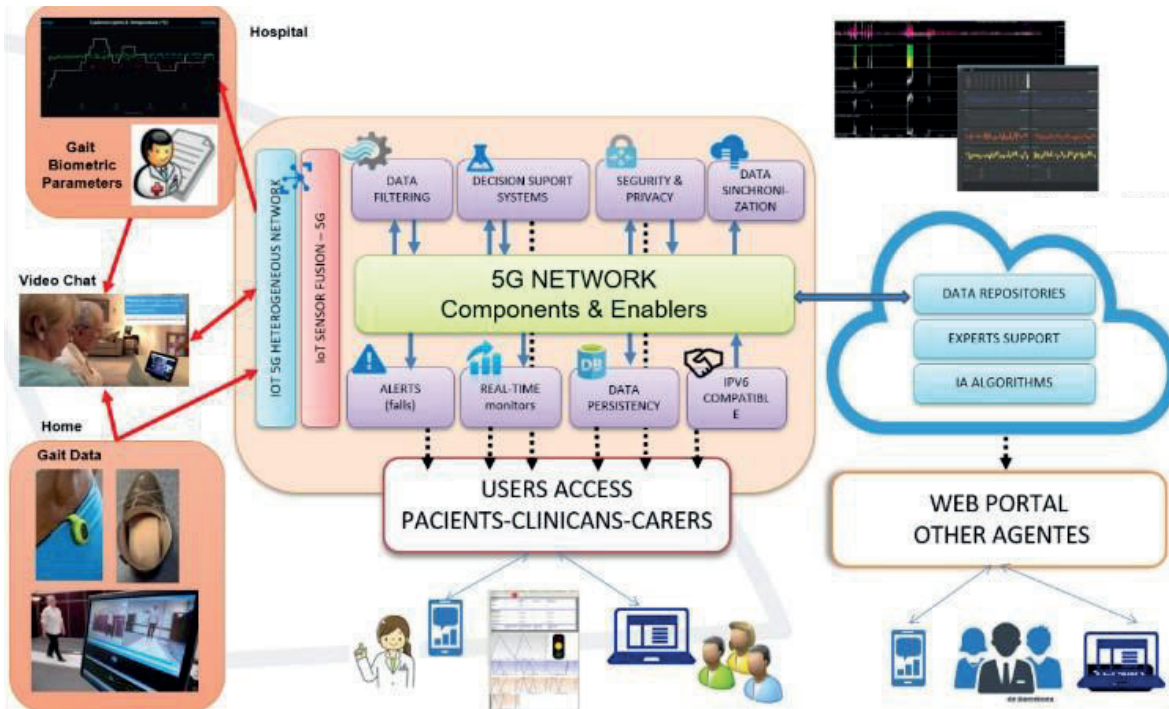 Hospital
Gait
Biometric
Parameters
Video Chat
Home
Gait Data
IOT 5G HETEROGENEOUS NETWORK
IoT SENSOR FUSION – 5G
DATA
FILTERING
DECISION SUPORT
SYSTEMS
SEGURITY &
PRIVACY
DATA
SINCHRONI-
ZATION
5G NETWORK
Components & Enablers
ALERTS
(falls)
REAL-TIME
monitors
DB
DATA
PERSISTENCY
IPV6
COMPATIBL
E
USERS ACCESS
PACIENTS-CLINICANS-CARERS
DATA REPOSITORIES
EXPERTS SUPPORT
IA ALGORITHMS
WEB PORTAL
OTHER AGENTES